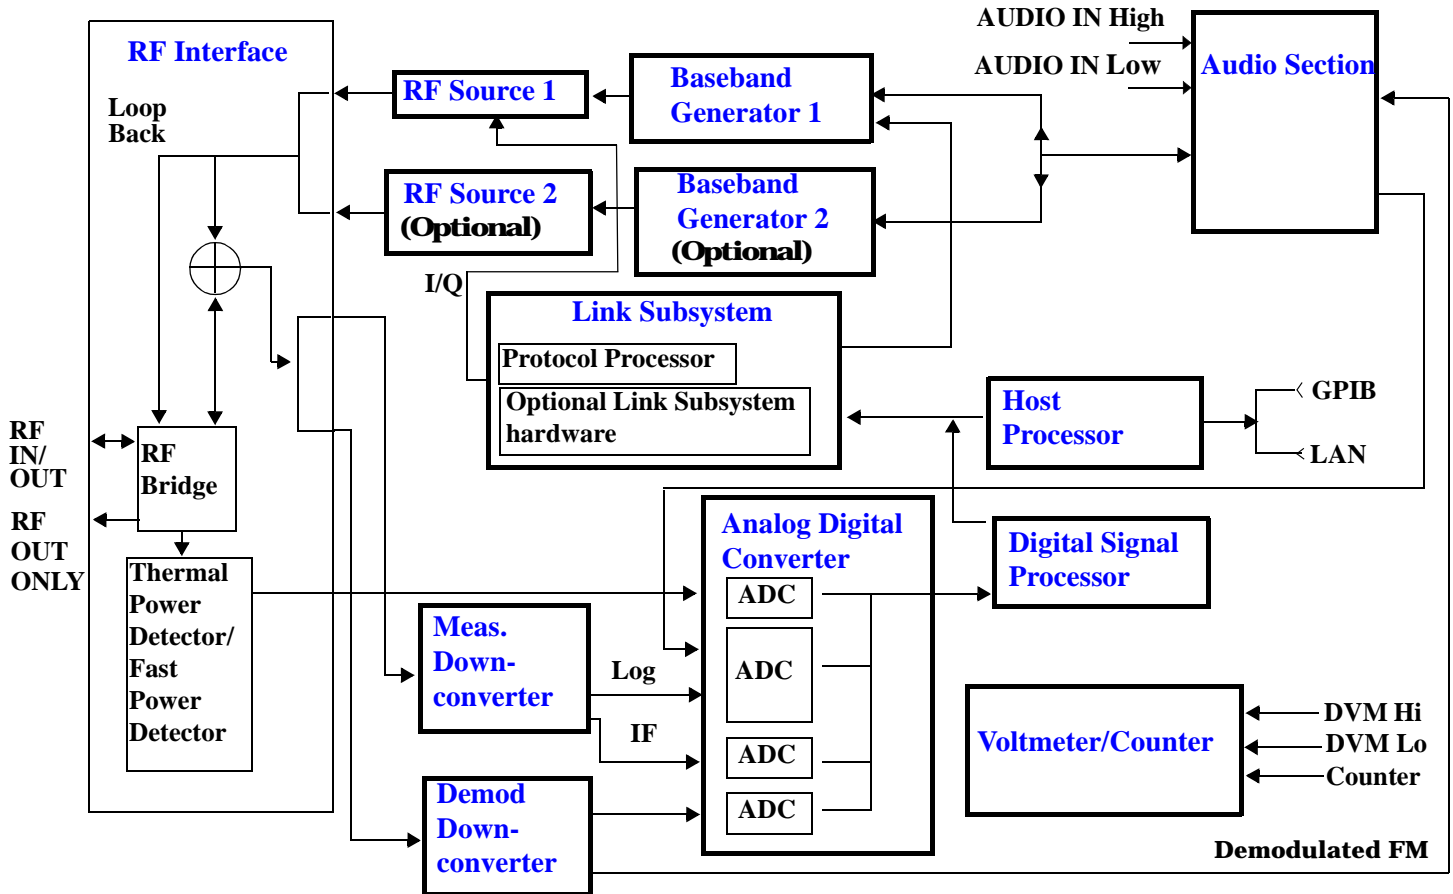 AUDIO IN High
AUDIO IN Low
Audio Section
RF Interface
Loop
Back
RF Source 1
Baseband
Generator 1
RF Source 2
(Optional)
Baseband
Generator 2
(Optional)
I/Q
Link Subsystem
Protocol Processor
Optional Link Subsystem
hardware
Host
Processor
GPIB
LAN
RF
IN/
OUT
RF
Bridge
RF
OUT
ONLY
Thermal
Power
Detector/
Fast
Power
Detector
Analog Digital
Converter
ADC
ADC
ADC
ADC
Digital Signal
Processor
Meas.
Down-
converter
Log
IF
Demod
Down-
converter
Voltmeter/Counter
DVM Hi
DVM Lo
Counter
Demodulated FM